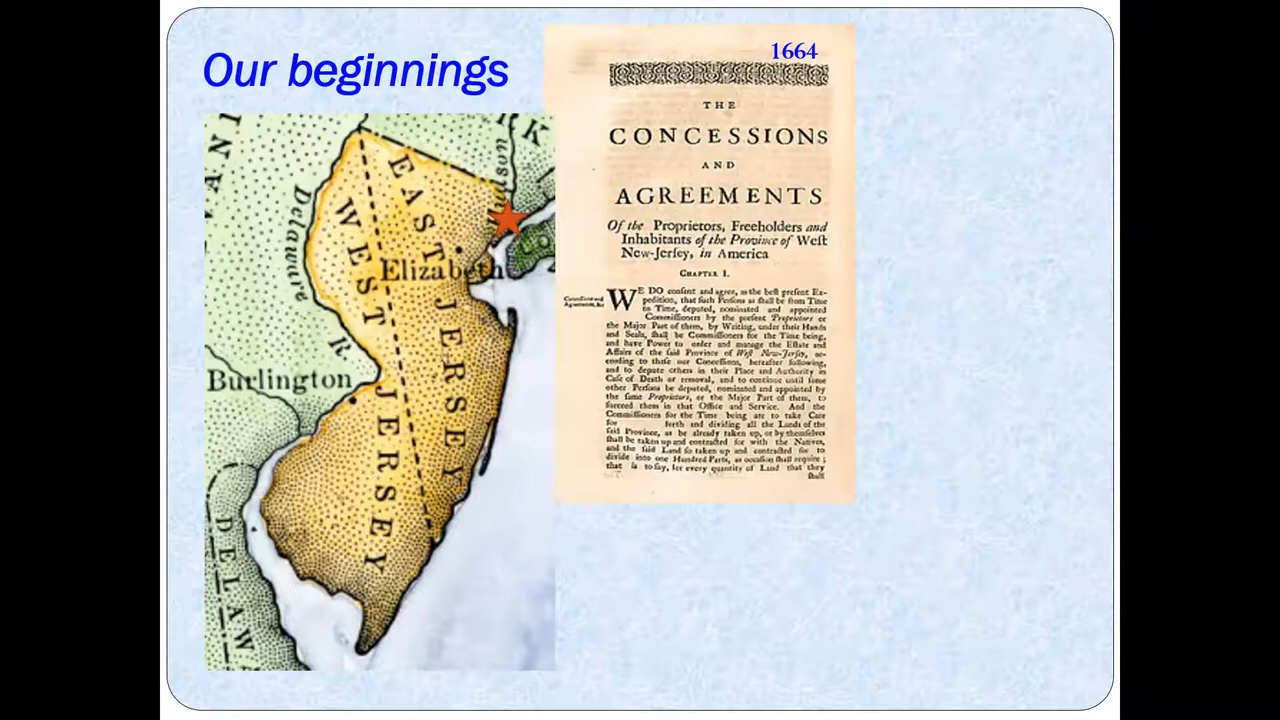 Our beginnings
1664
THE
CONCESSIONS
AND
AGREEMENTS
Of the Proprietors, Freeholders and
Inhabitants of the Province of West
New-Jersey, in America
CHAPTER I.
WE DO consent and agree, as the best present Ex-
pedition, that such Persons as shall be from Time
to Time, deputed, nominated and appointed
Commissioners by the present Proprietors or
the Major Part of them, by Writing, under their Hands
and Seals, shall be Commissioners for the Time being,
and have Power to order and manage the Estate and
Affairs of the said Province of West New-Jersey, ac-
cording to these our Concessions, hereafter following,
and to depute others in their Place and Authority in
Case of Death or removal, and to continue until some
other Persons be deputed, nominated and appointed by
the same Proprietors, or the Major Part of them, to
succeed them in that Office and Service. And the
Commissioners for the Time being are to take Care
for forth and dividing all the Lands of the
said Province, as be already taken up, or by themselves
shall be taken up and contracted for with the Natives,
and the said Land so taken up and contracted for to
divide into one Hundred Parts, as occasion shall require;
that is to say, for every quantity of Land that they
shall
EAST JERSEY
WEST JERSEY
Delaware
R.
Elizabeth
Burlington
DELAW